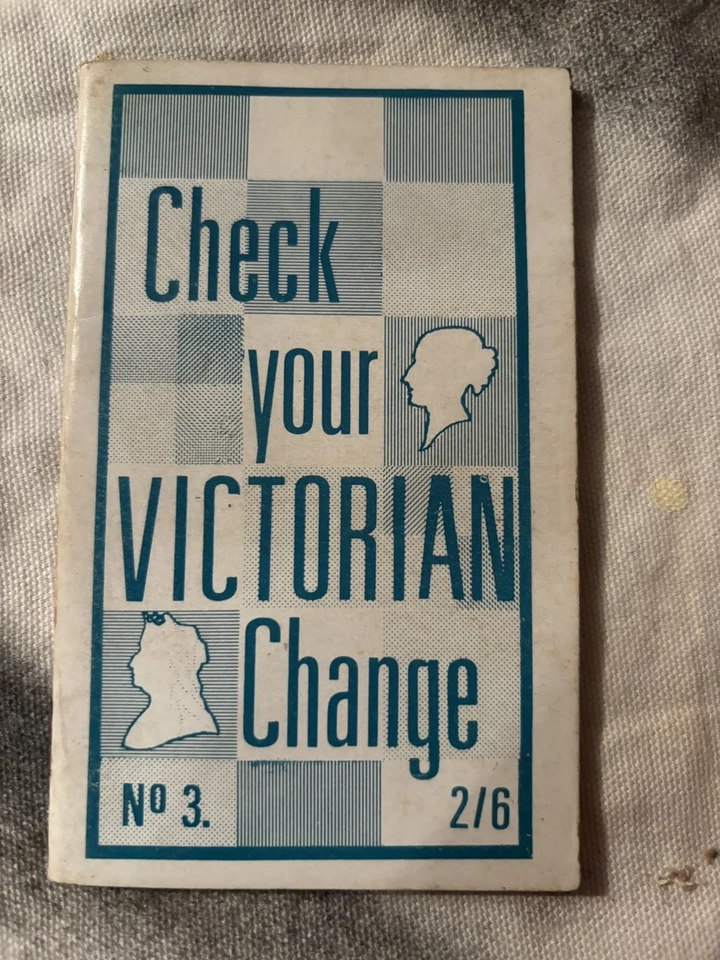 Check
your
VICTORIAN
Change
Nº 3. 2/6